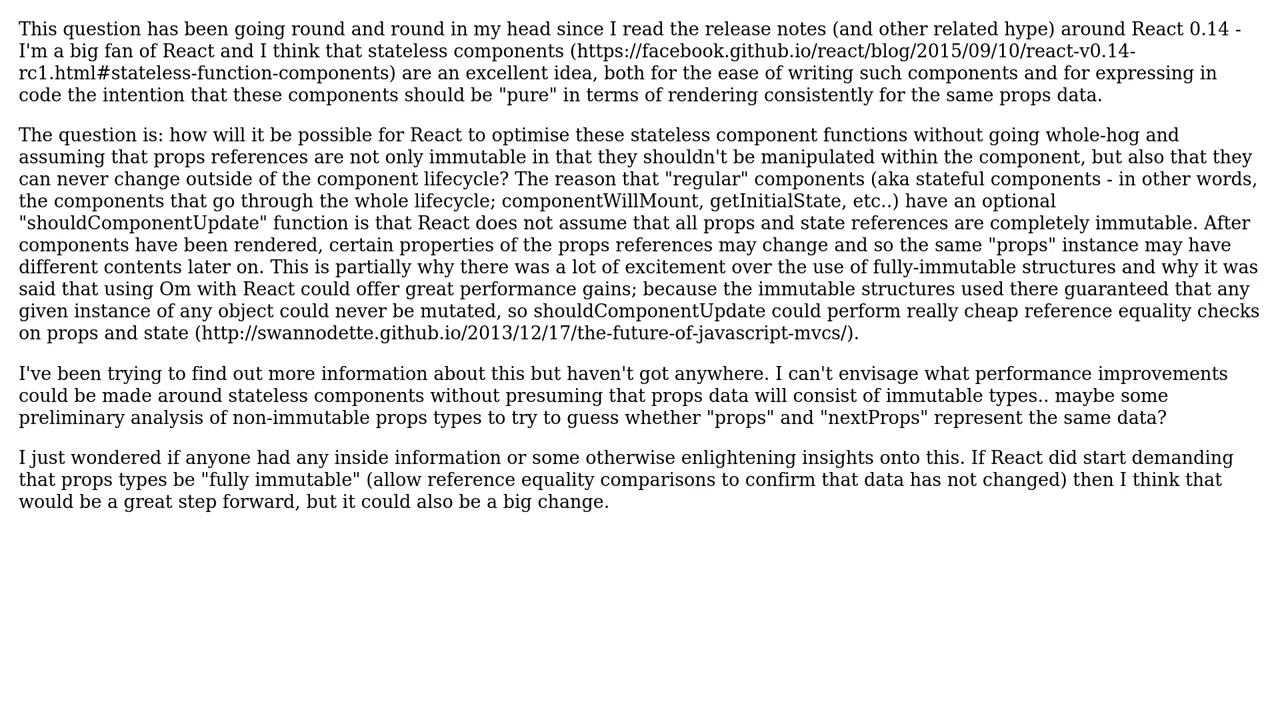 This question has been going round and round in my head since I read the release notes (and other related hype) around React 0.14 -
I'm a big fan of React and I think that stateless components (https://facebook.github.io/react/blog/2015/09/10/react-v0.14-
rc1.html#stateless-function-components) are an excellent idea, both for the ease of writing such components and for expressing in
code the intention that these components should be "pure" in terms of rendering consistently for the same props data.
The question is: how will it be possible for React to optimise these stateless component functions without going whole-hog and
assuming that props references are not only immutable in that they shouldn't be manipulated within the component, but also that they
can never change outside of the component lifecycle? The reason that "regular" components (aka stateful components - in other words,
the components that go through the whole lifecycle; componentWillMount, getInitialState, etc..) have an optional
"shouldComponentUpdate" function is that React does not assume that all props and state references are completely immutable. After
components have been rendered, certain properties of the props references may change and so the same "props" instance may have
different contents later on. This is partially why there was a lot of excitement over the use of fully-immutable structures and why it was
said that using Om with React could offer great performance gains; because the immutable structures used there guaranteed that any
given instance of any object could never be mutated, so shouldComponentUpdate could perform really cheap reference equality checks
on props and state (http://swannodette.github.io/2013/12/17/the-future-of-javascript-mvcs/).
I've been trying to find out more information about this but haven't got anywhere. I can't envisage what performance improvements
could be made around stateless components without presuming that props data will consist of immutable types.. maybe some
preliminary analysis of non-immutable props types to try to guess whether "props" and "nextProps" represent the same data?
I just wondered if anyone had any inside information or some otherwise enlightening insights onto this. If React did start demanding
that props types be "fully immutable" (allow reference equality comparisons to confirm that data has not changed) then I think that
would be a great step forward, but it could also be a big change.